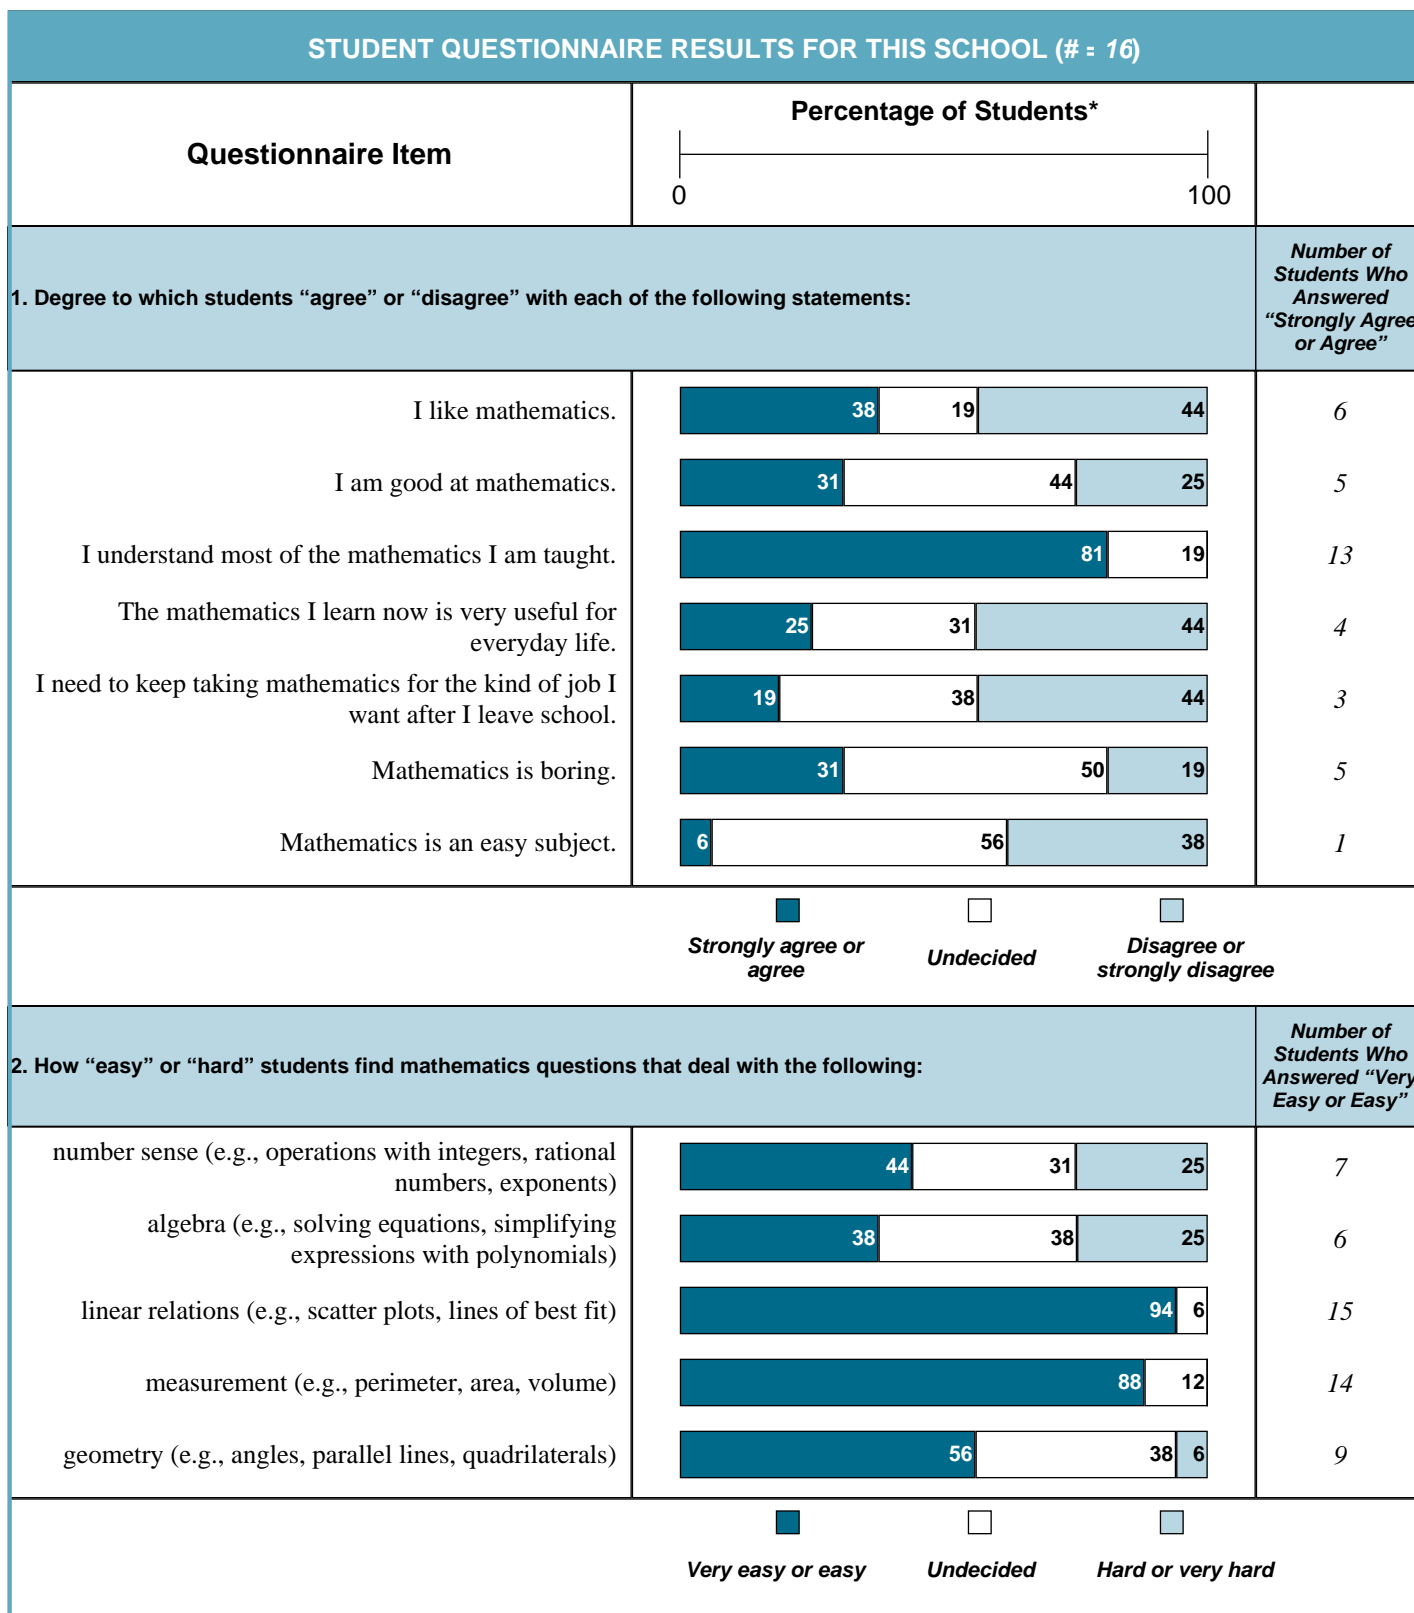 STUDENT QUESTIONNAIRE RESULTS FOR THIS SCHOOL (# = 16)
Questionnaire Item
Percentage of Students*
0 100
1. Degree to which students “agree” or “disagree” with each of the following statements:
Number of
Students Who
Answered
“Strongly Agree
or Agree”
I like mathematics. 38 19 44 6
I am good at mathematics. 31 44 25 5
I understand most of the mathematics I am taught. 81 19 13
The mathematics I learn now is very useful for
everyday life. 25 31 44 4
I need to keep taking mathematics for the kind of job I
want after I leave school. 19 38 44 3
Mathematics is boring. 31 50 19 5
Mathematics is an easy subject. 6 56 38 1
Strongly agree or
agree
Undecided
Disagree or
strongly disagree
2. How “easy” or “hard” students find mathematics questions that deal with the following:
Number of
Students Who
Answered “Very
Easy or Easy”
number sense (e.g., operations with integers, rational
numbers, exponents) 44 31 25 7
algebra (e.g., solving equations, simplifying
expressions with polynomials) 38 38 25 6
linear relations (e.g., scatter plots, lines of best fit) 94 6 15
measurement (e.g., perimeter, area, volume) 88 12 14
geometry (e.g., angles, parallel lines, quadrilaterals) 56 38 6 9
Very easy or easy Undecided Hard or very hard